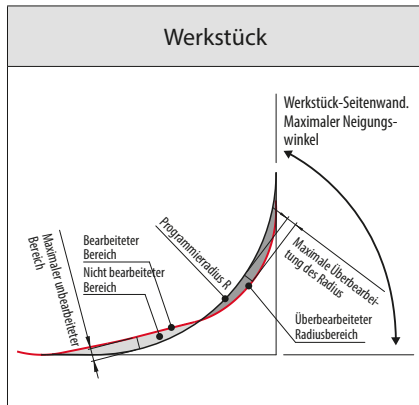 Werkstück
Werkstück-Seitenwand.
Maximaler Neigungs-
winkel
Programmierradius R
Maximaler unbearbeiteter
Bereich
Bearbeiteter
Bereich
Nicht bearbeiteter
Bereich
Maximale Überbearbei-
tung des Radius
Überbearbeiteter
Radiusbereich